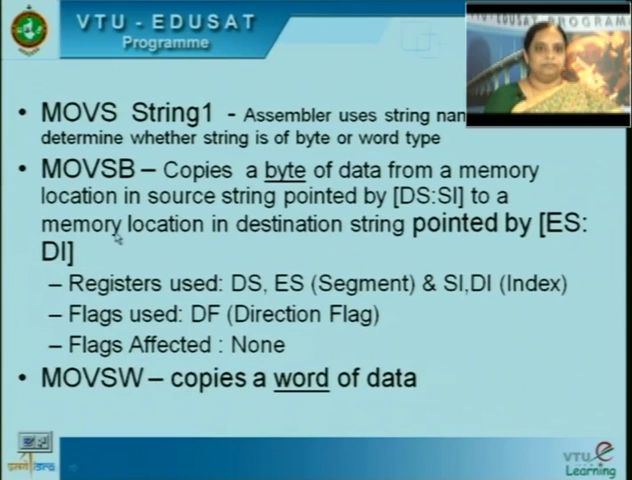 VTU - EDUSAT
Programme
VTU-EDUSAT PROGRAM
• MOVS String1 - Assembler uses string
determine whether string is of byte or word type
• MOVSB – Copies a byte of data from a memory
location in source string pointed by [DS:SI] to a
memory location in destination string pointed by [ES:
DI]
– Registers used: DS, ES (Segment) & SI,DI (Index)
– Flags used: DF (Direction Flag)
– Flags Affected : None
• MOVSW – copies a word of data
VTU e
Learning